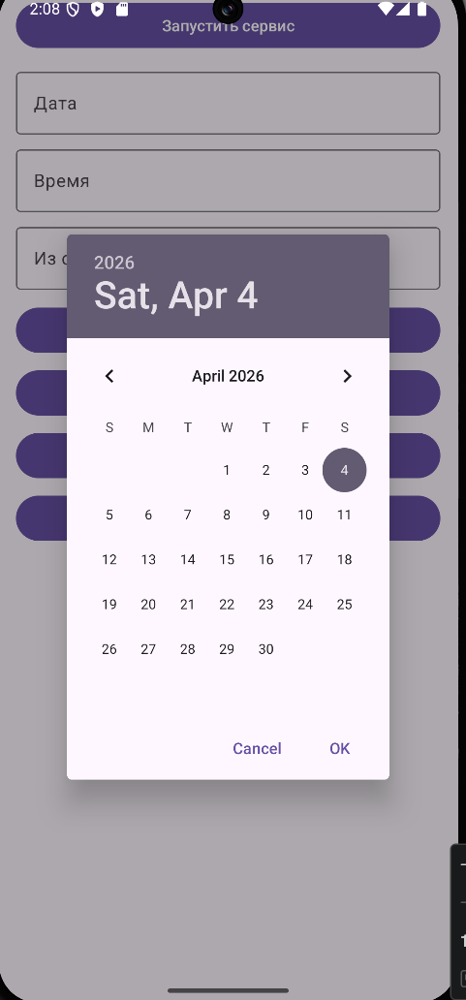 2:08
Запустить сервис
Дата
Время
Из
2026
Sat, Apr 4
April 2026
S M T W T F S
1 2 3 4
5 6 7 8 9 10 11
12 13 14 15 16 17 18
19 20 21 22 23 24 25
26 27 28 29 30
Cancel OK